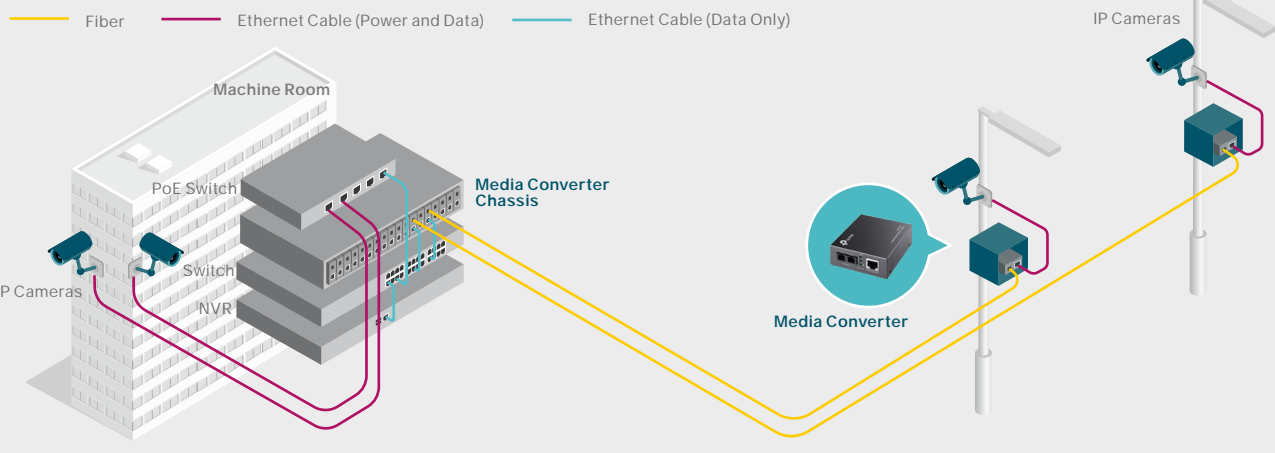 Fiber
Ethernet Cable (Power and Data)
Ethernet Cable (Data Only)
IP Cameras
Machine Room
PoE Switch
Media Converter
Chassis
Switch
P Cameras
NVR
Media Converter